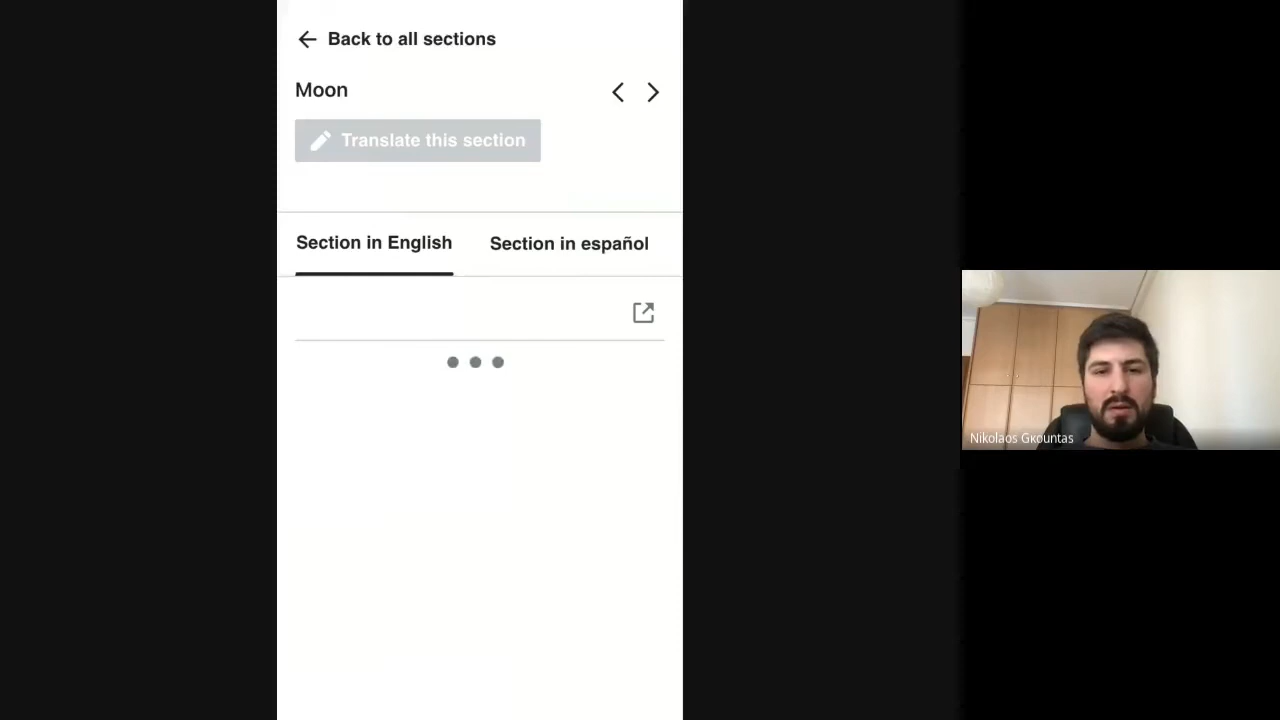 Back to all sections
Moon
Translate this section
Section in English
Section in español
Nikolaos Gkountas